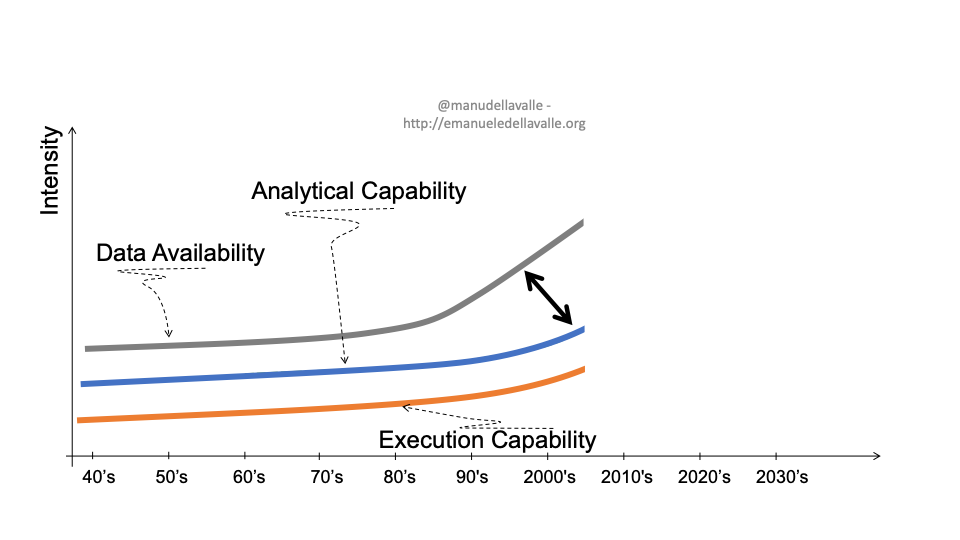 @manudellavalle -
http://emanueledellavalle.org
Intensity
Analytical Capability
Data Availability
Execution Capability
40's 50's 60's 70's 80's 90's 2000's 2010's 2020's 2030's